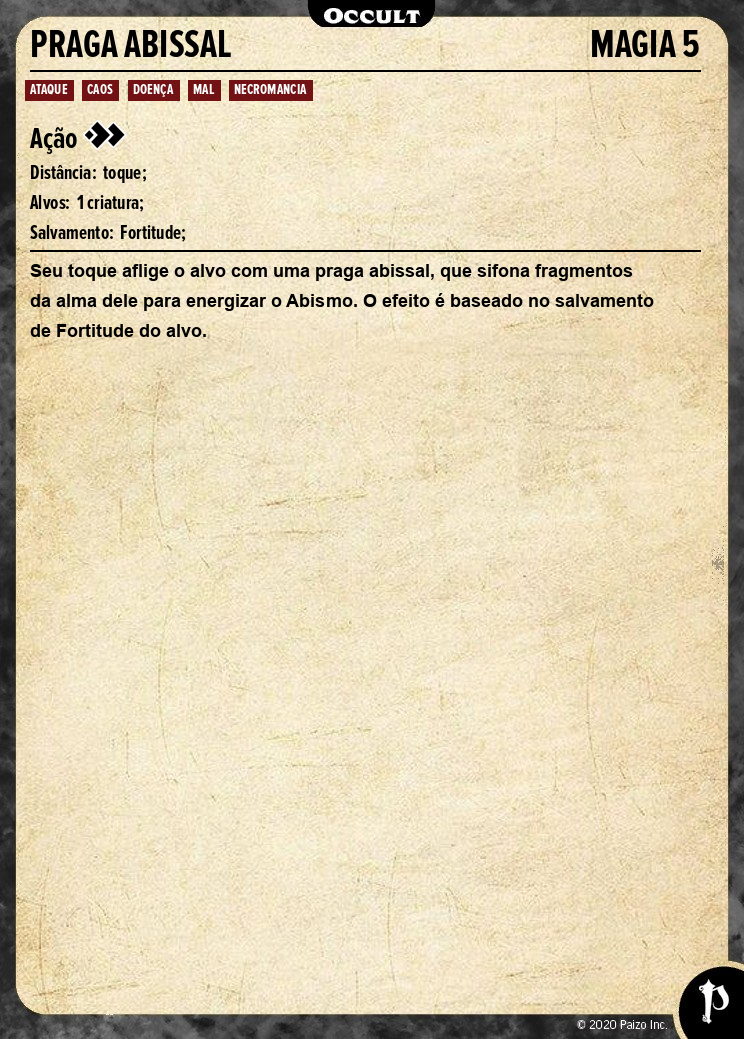 OCCULT
PRAGA ABISSAL MAGIA 5
ATAQUE CAOS DOENÇA MAL NECROMANCIA
Ação
Distância: toque;
Alvos: 1 criatura;
Salvamento: Fortitude;
Seu toque aflige o alvo com uma praga abissal, que sifona fragmentos
da alma dele para energizar o Abismo. O efeito é baseado no salvamento
de Fortitude do alvo.
© 2020 Paizo Inc.
P